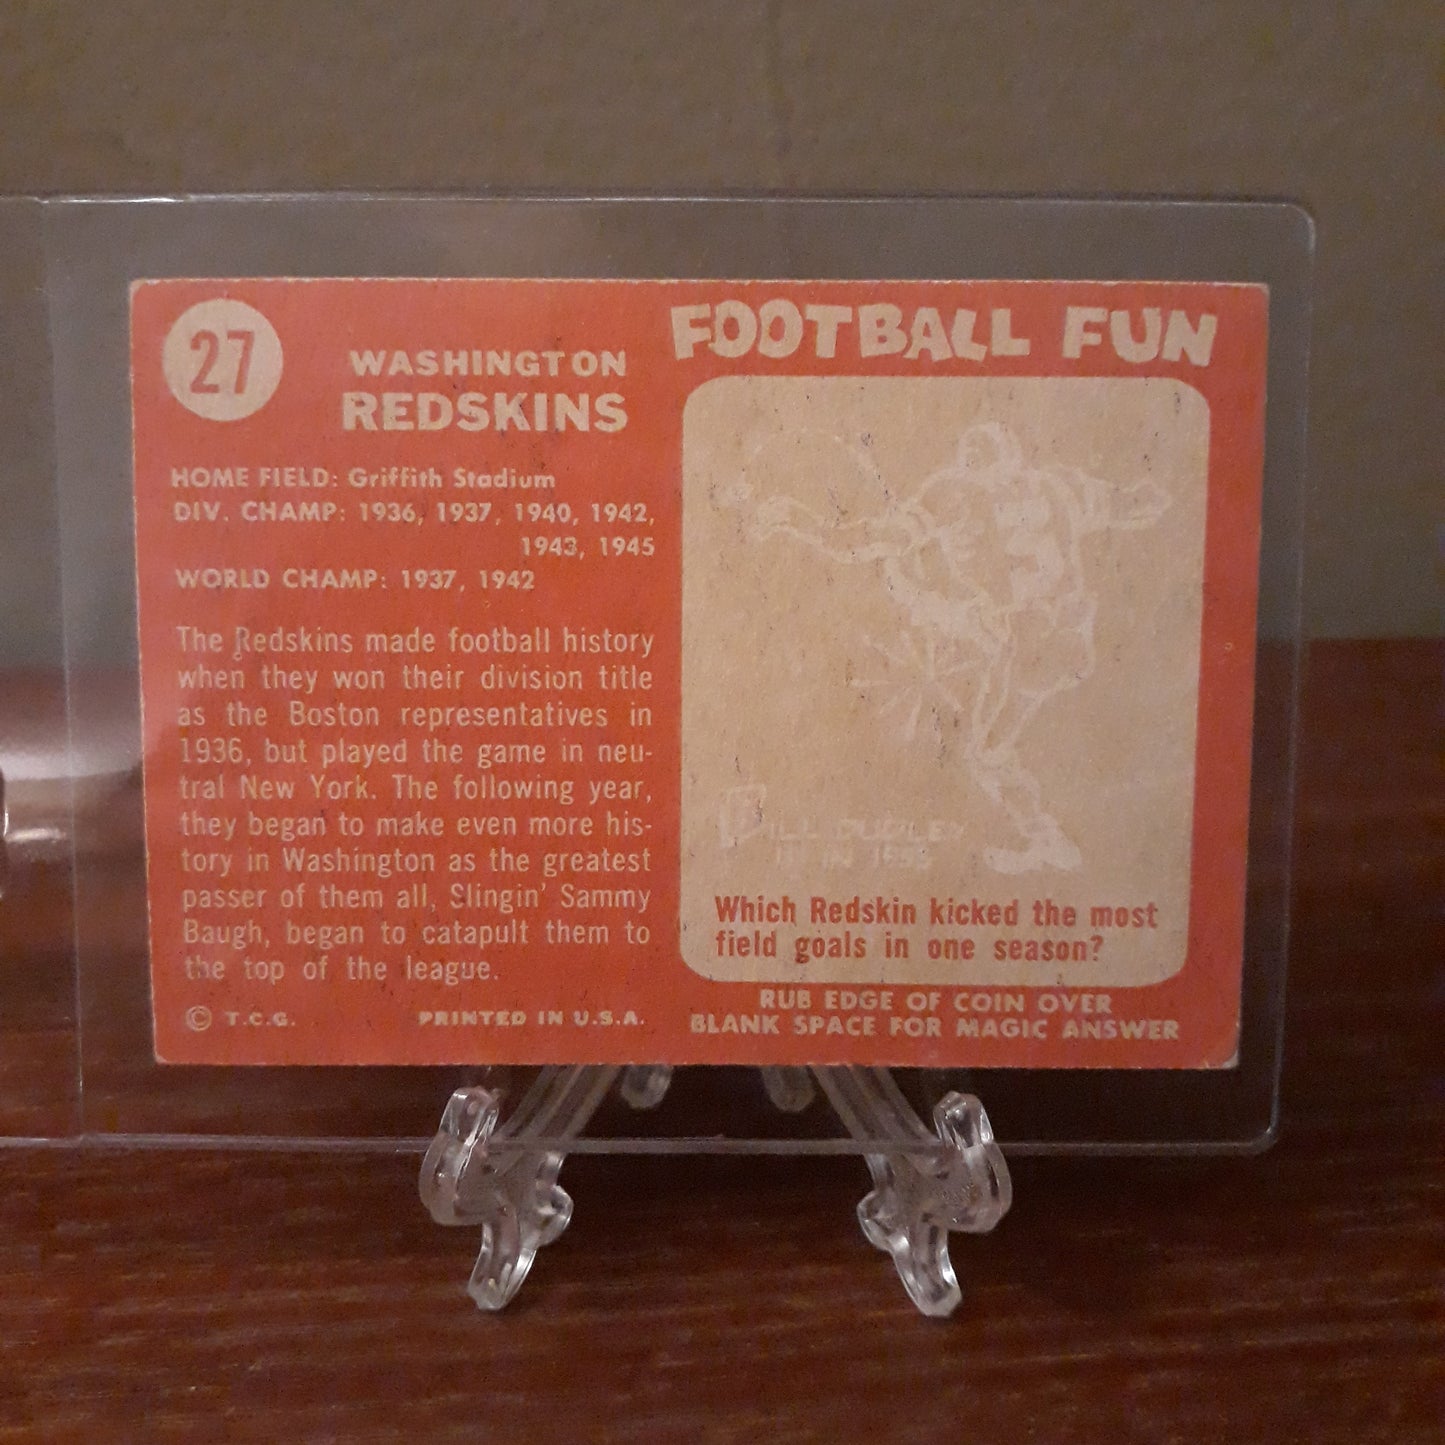 27
WASHINGTON
REDSKINS
HOME FIELD: Griffith Stadium
DIV. CHAMP: 1936, 1937, 1940, 1942,
1943, 1945
WORLD CHAMP: 1937, 1942
The Redskins made football history
when they won their division title
as the Boston representatives in
1936, but played the game in neu-
tral New York. The following year,
they began to make even more his-
tory in Washington as the greatest
passer of them all, Slingin' Sammy
Baugh, began to catapult them to
the top of the league.
© T.C.G. PRINTED IN U.S.A.
FOOTBALL FUN
BILL DUDLEY
IN
Which Redskin kicked the most
field goals in one season?
RUB EDGE OF COIN OVER
BLANK SPACE FOR MAGIC ANSWER